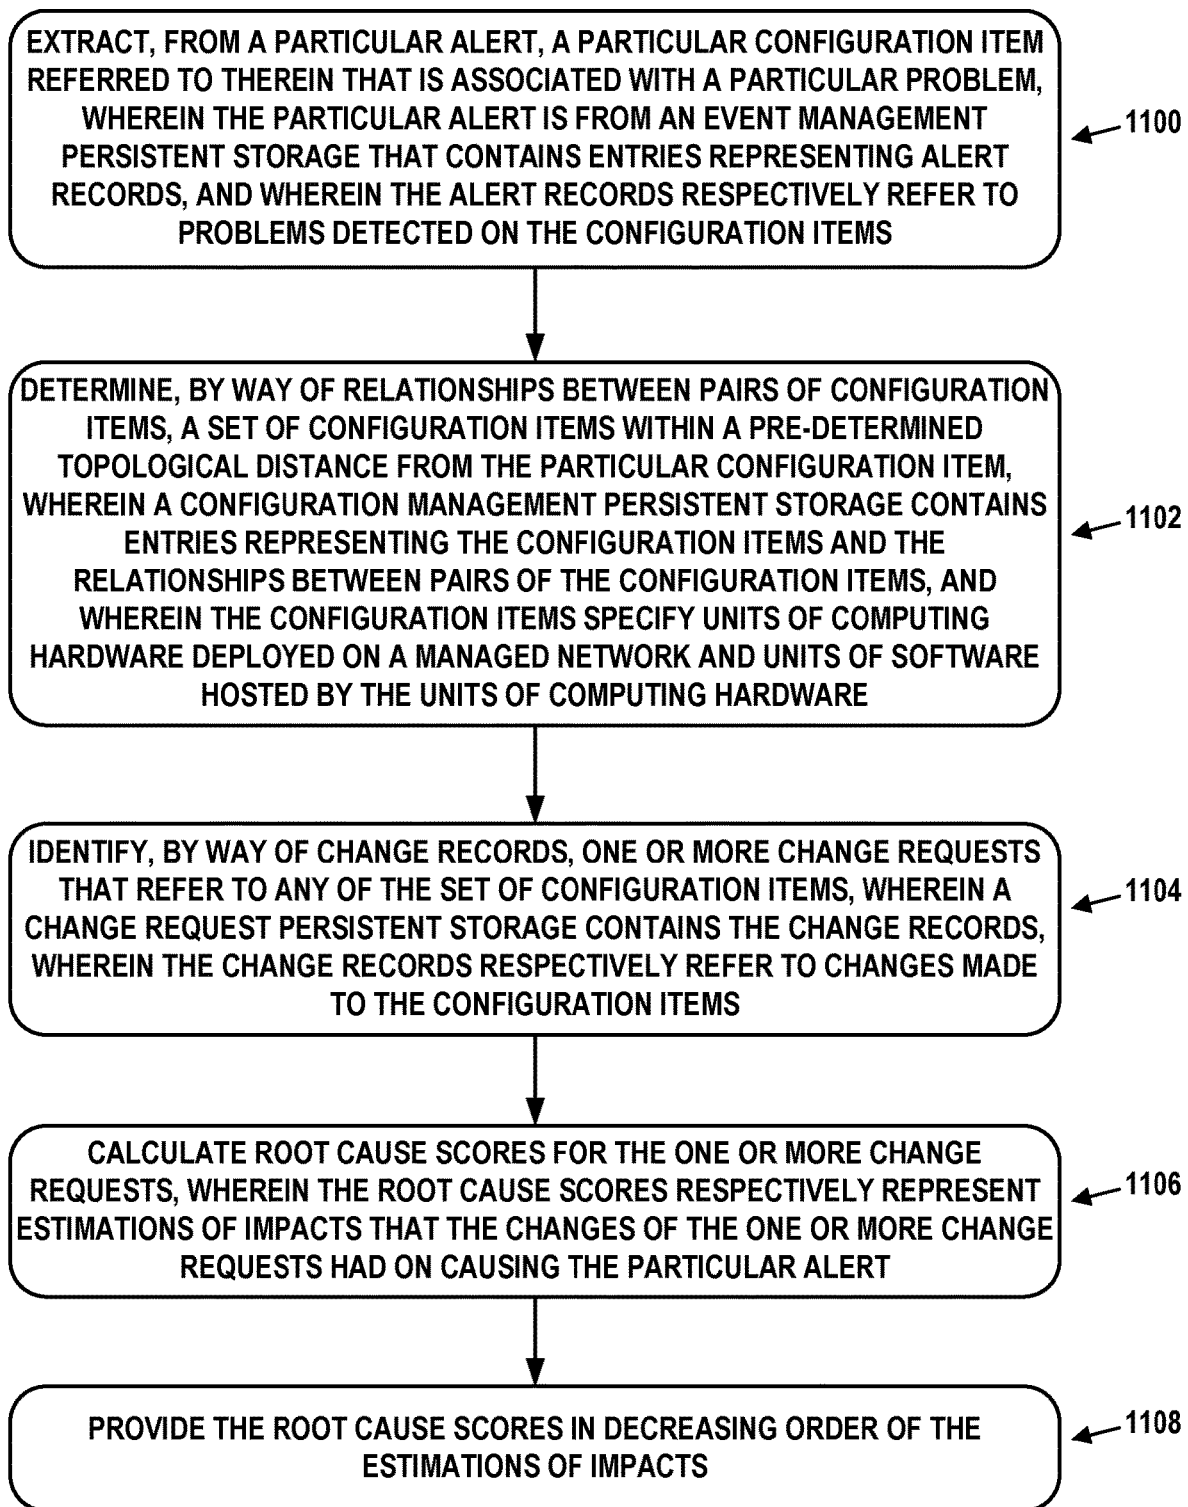 EXTRACT, FROM A PARTICULAR ALERT, A PARTICULAR CONFIGURATION ITEM
REFERRED TO THEREIN THAT IS ASSOCIATED WITH A PARTICULAR PROBLEM,
WHEREIN THE PARTICULAR ALERT IS FROM AN EVENT MANAGEMENT
PERSISTENT STORAGE THAT CONTAINS ENTRIES REPRESENTING ALERT
RECORDS, AND WHEREIN THE ALERT RECORDS RESPECTIVELY REFER TO
PROBLEMS DETECTED ON THE CONFIGURATION ITEMS
1100
DETERMINE, BY WAY OF RELATIONSHIPS BETWEEN PAIRS OF CONFIGURATION
ITEMS, A SET OF CONFIGURATION ITEMS WITHIN A PRE-DETERMINED
TOPOLOGICAL DISTANCE FROM THE PARTICULAR CONFIGURATION ITEM,
WHEREIN A CONFIGURATION MANAGEMENT PERSISTENT STORAGE CONTAINS
ENTRIES REPRESENTING THE CONFIGURATION ITEMS AND THE
RELATIONSHIPS BETWEEN PAIRS OF THE CONFIGURATION ITEMS, AND
WHEREIN THE CONFIGURATION ITEMS SPECIFY UNITS OF COMPUTING
HARDWARE DEPLOYED ON A MANAGED NETWORK AND UNITS OF SOFTWARE
HOSTED BY THE UNITS OF COMPUTING HARDWARE
1102
IDENTIFY, BY WAY OF CHANGE RECORDS, ONE OR MORE CHANGE REQUESTS
THAT REFER TO ANY OF THE SET OF CONFIGURATION ITEMS, WHEREIN A
CHANGE REQUEST PERSISTENT STORAGE CONTAINS THE CHANGE RECORDS,
WHEREIN THE CHANGE RECORDS RESPECTIVELY REFER TO CHANGES MADE
TO THE CONFIGURATION ITEMS
1104
CALCULATE ROOT CAUSE SCORES FOR THE ONE OR MORE CHANGE
REQUESTS, WHEREIN THE ROOT CAUSE SCORES RESPECTIVELY REPRESENT
ESTIMATIONS OF IMPACTS THAT THE CHANGES OF THE ONE OR MORE CHANGE
REQUESTS HAD ON CAUSING THE PARTICULAR ALERT
1106
PROVIDE THE ROOT CAUSE SCORES IN DECREASING ORDER OF THE
ESTIMATIONS OF IMPACTS
1108